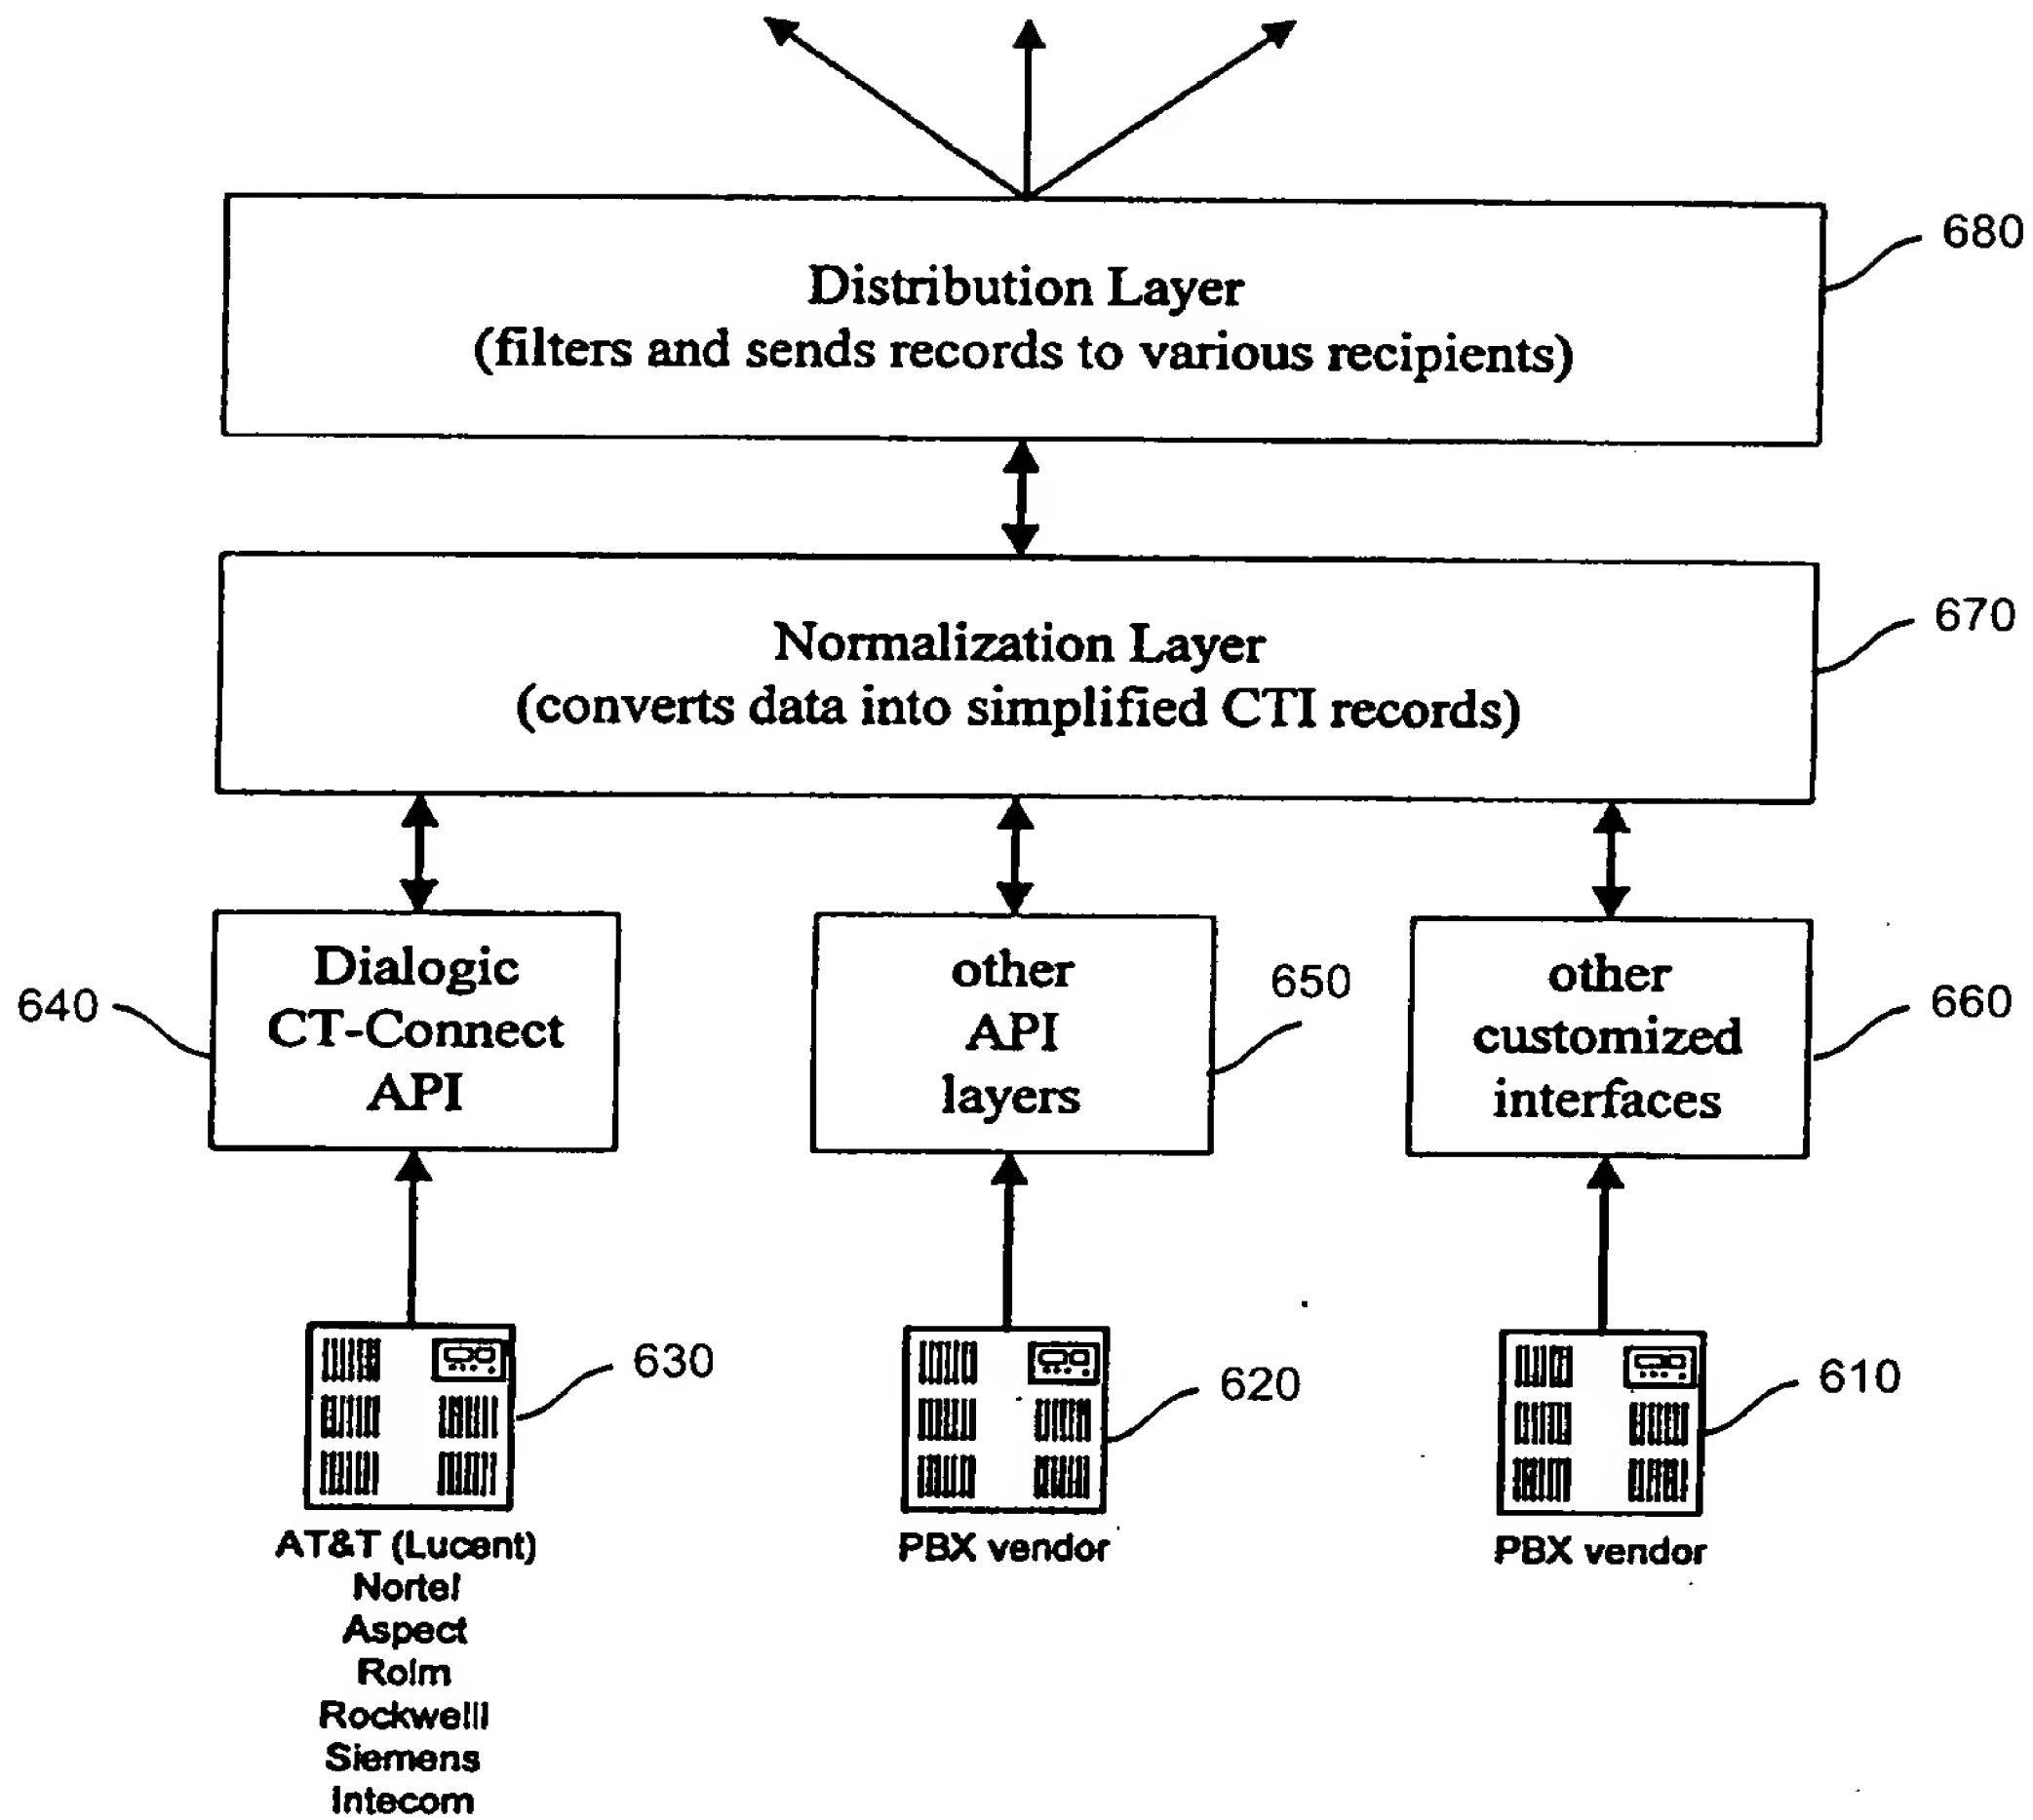 Distribution Layer
(filters and sends records to various recipients)
680
Normalization Layer
(converts data into simplified CTI records)
670
640
Dialogic
CT-Connect
API
other
API
layers
650
other
customized
interfaces
660
630
620
610
AT&T (Lucent)
Nortel
Aspect
Rolm
Rockwelll
Siemens
Intecom
PBX vendor
PBX vendor